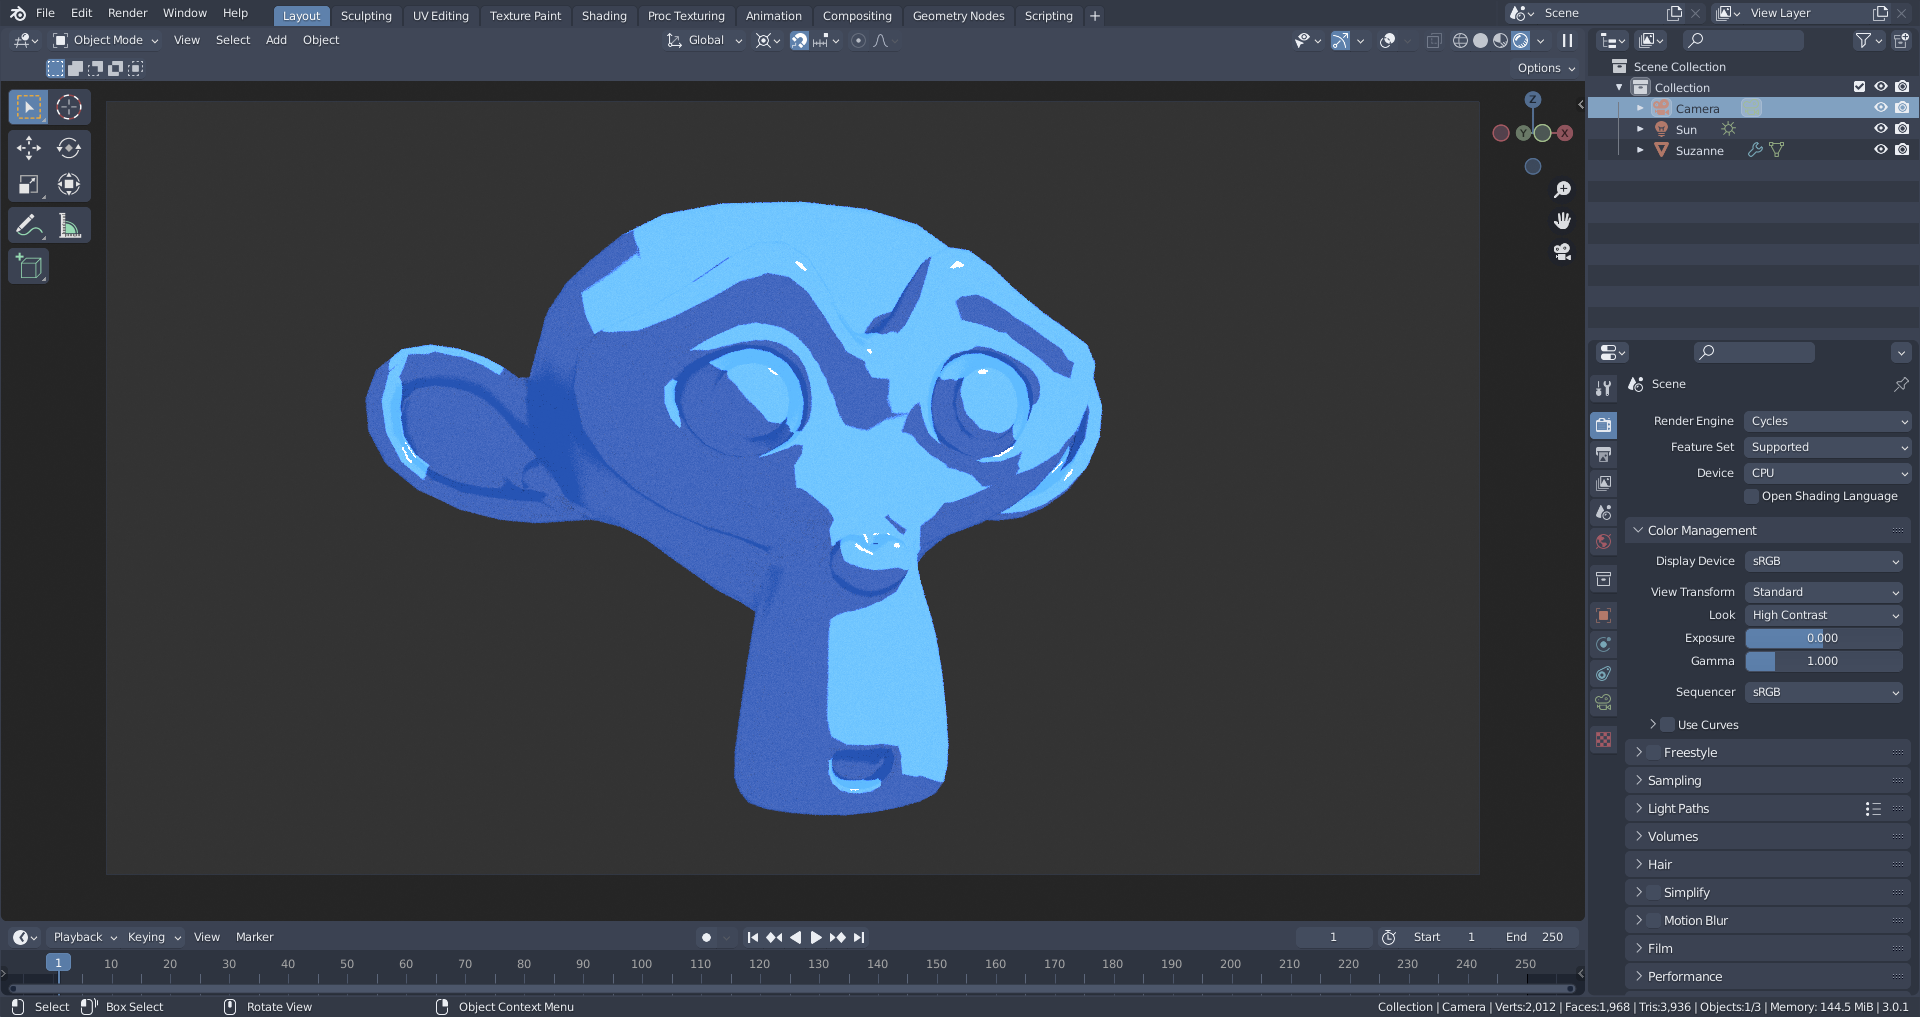 File Edit Render Window Help Layout Sculpting UV Editing Texture Paint Shading Proc Texturing Animation Compositing Geometry Nodes Scripting + Scene View Layer
Object Mode View Select Add Object Global
Options
Scene Collection
Collection
Camera
Sun
Suzanne
Z
Y X
Scene
Render Engine Cycles
Feature Set Supported
Device CPU
Open Shading Language
Color Management
Display Device sRGB
View Transform Standard
Look High Contrast
Exposure 0.000
Gamma 1.000
Sequencer sRGB
Use Curves
Freestyle
Sampling
Light Paths
Volumes
Hair
Simplify
Motion Blur
Film
Performance
Playback Keying View Marker 1 Start 1 End 250
1 10 20 30 40 50 60 70 80 90 100 110 120 130 140 150 160 170 180 190 200 210 220 230 240 250
Select Box Select Rotate View Object Context Menu Collection | Camera | Verts:2,012 | Faces:1,968 | Tris:3,936 | Objects:1/3 | Memory: 144.5 MiB | 3.0.1